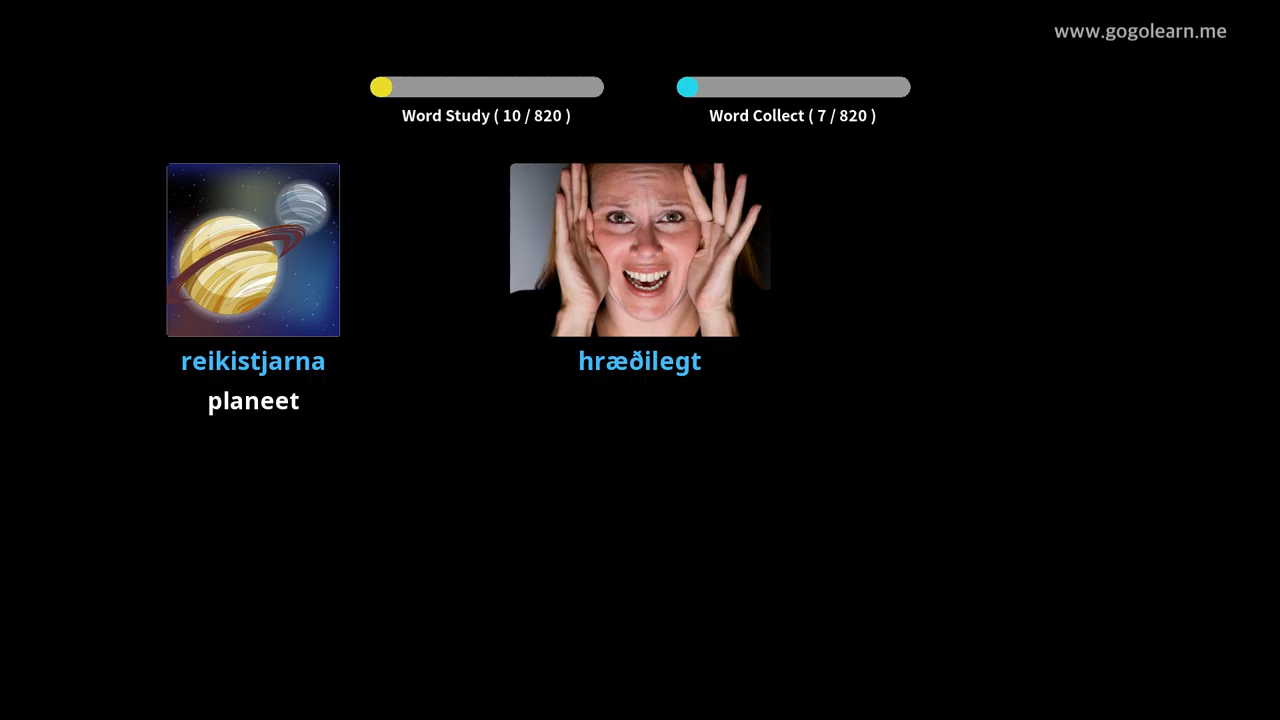 www.gogolearn.me
Word Study ( 10 / 820 )
Word Collect ( 7 / 820 )
reikistjarna
planeet
hræðilegt